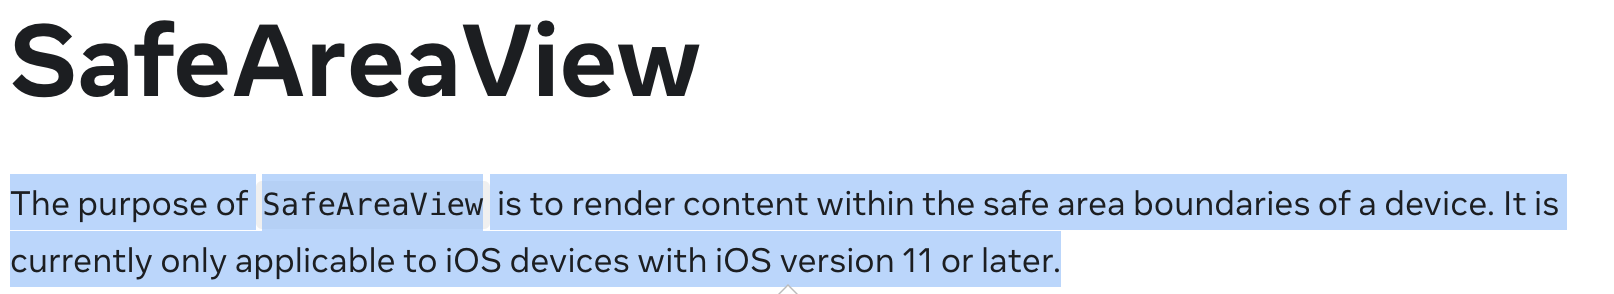 SafeAreaView
The purpose of SafeAreaView is to render content within the safe area boundaries of a device. It is
currently only applicable to iOS devices with iOS version 11 or later.